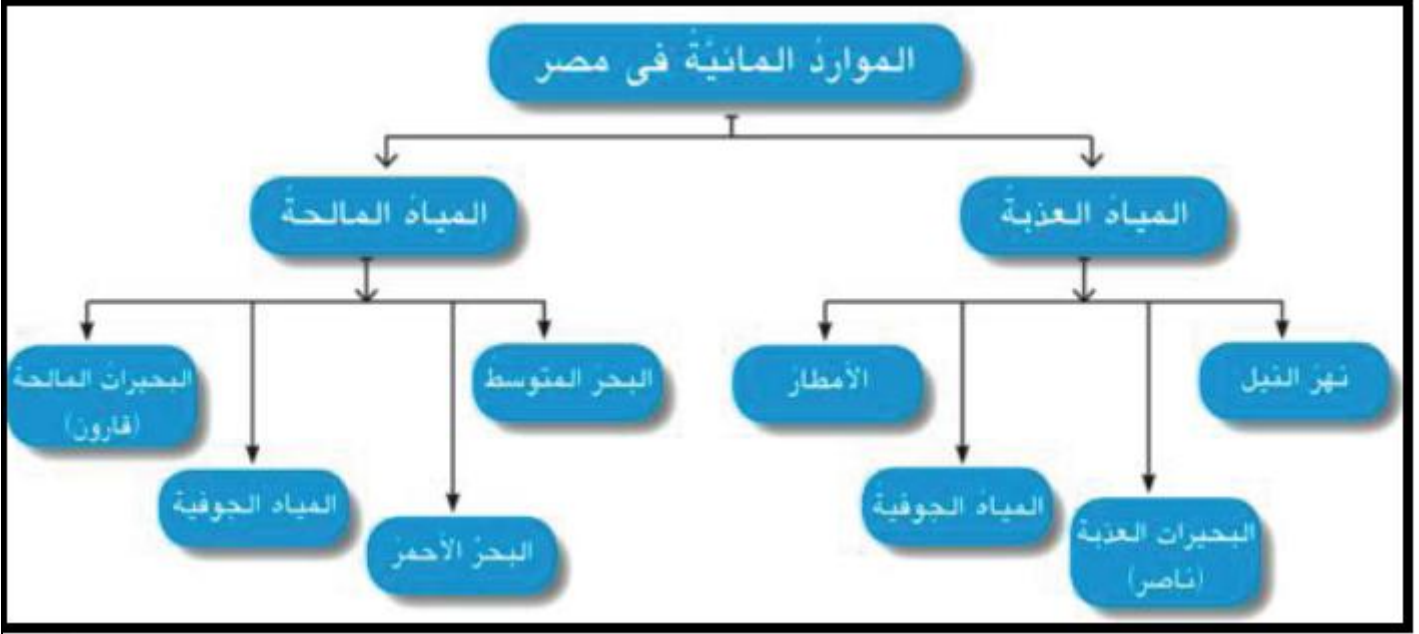 المواردُ المائيَّةُ فى مصر
المياهُ العذبةُ
المياهُ المالحةُ
نهرُ النيل
البحيرات العذبة
(ناصر)
المياهُ الجوفيةُ
الأمطارُ
البحرُ المتوسطُ
البحرُ الأحمرُ
المياه الجوفية
البحيراتُ المالحة
(قارون)